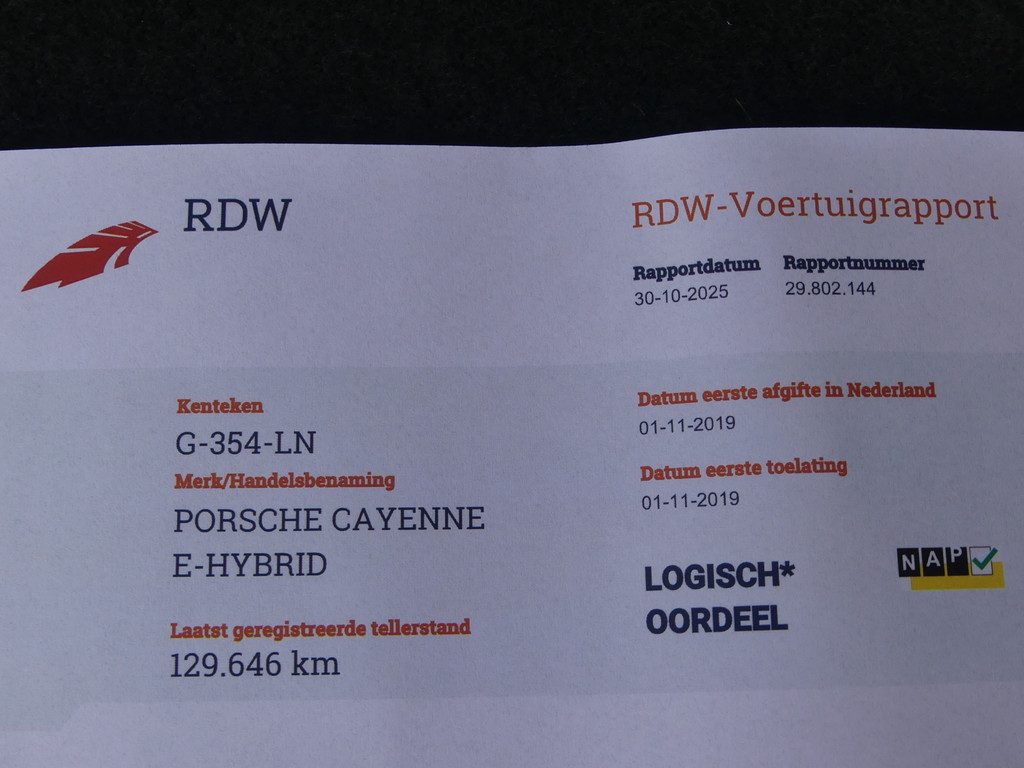 RDW
RDW-Voertuigrapport
Rapportdatum Rapportnummer
30-10-2025 29.802.144
Kenteken
G-354-LN
Merk/Handelsbenaming
PORSCHE CAYENNE
E-HYBRID
Laatst geregistreerde tellerstand
129.646 km
Datum eerste afgifte in Nederland
01-11-2019
Datum eerste toelating
01-11-2019
LOGISCH*
OORDEEL
NAP